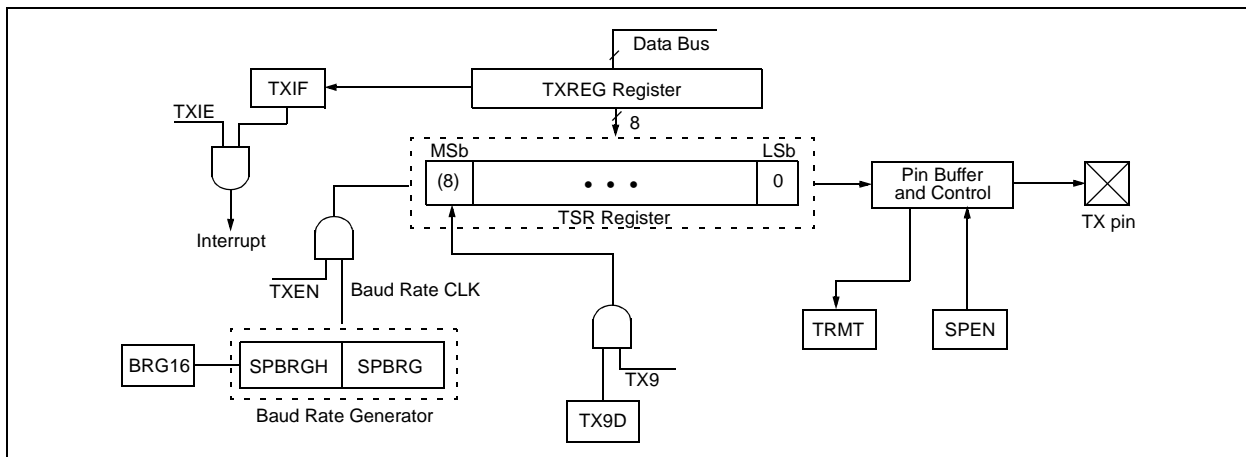 Data Bus
TXIF
TXREG Register
TXIE
8
MSb
LSb
(8)
• • •
0
Pin Buffer
and Control
TSR Register
TX pin
Interrupt
TXEN
Baud Rate CLK
TRMT
SPEN
BRG16
SPBRGH
SPBRG
TX9
Baud Rate Generator
TX9D